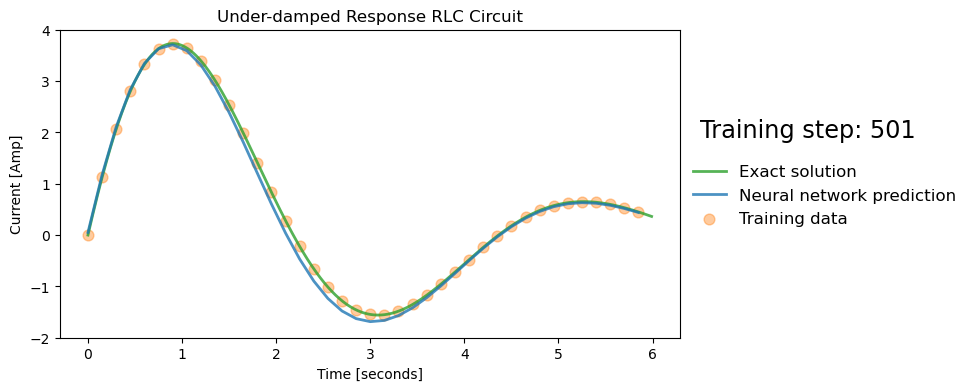 Under-damped Response RLC Circuit
4
3
2
1
0
−1
−2
Current [Amp]
0 1 2 3 4 5 6
Time [seconds]
Training step: 501
Exact solution
Neural network prediction
Training data